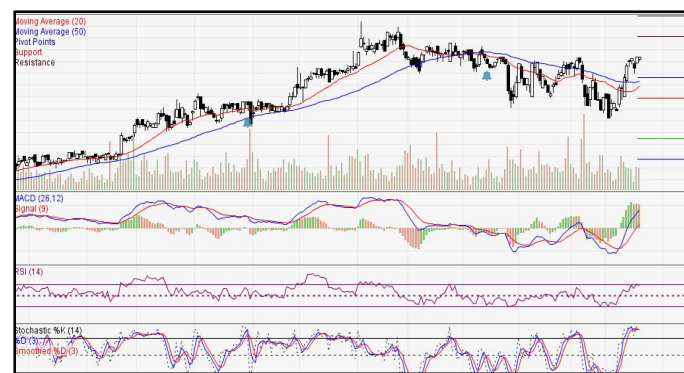 Moving Average (20)
Moving Average (50)
Pivot Points
Support
Resistance
MACD (26,12)
Signal (9)
RSI (14)
Stochastic %K (14)
%D (3)
Smoothed %D (3)